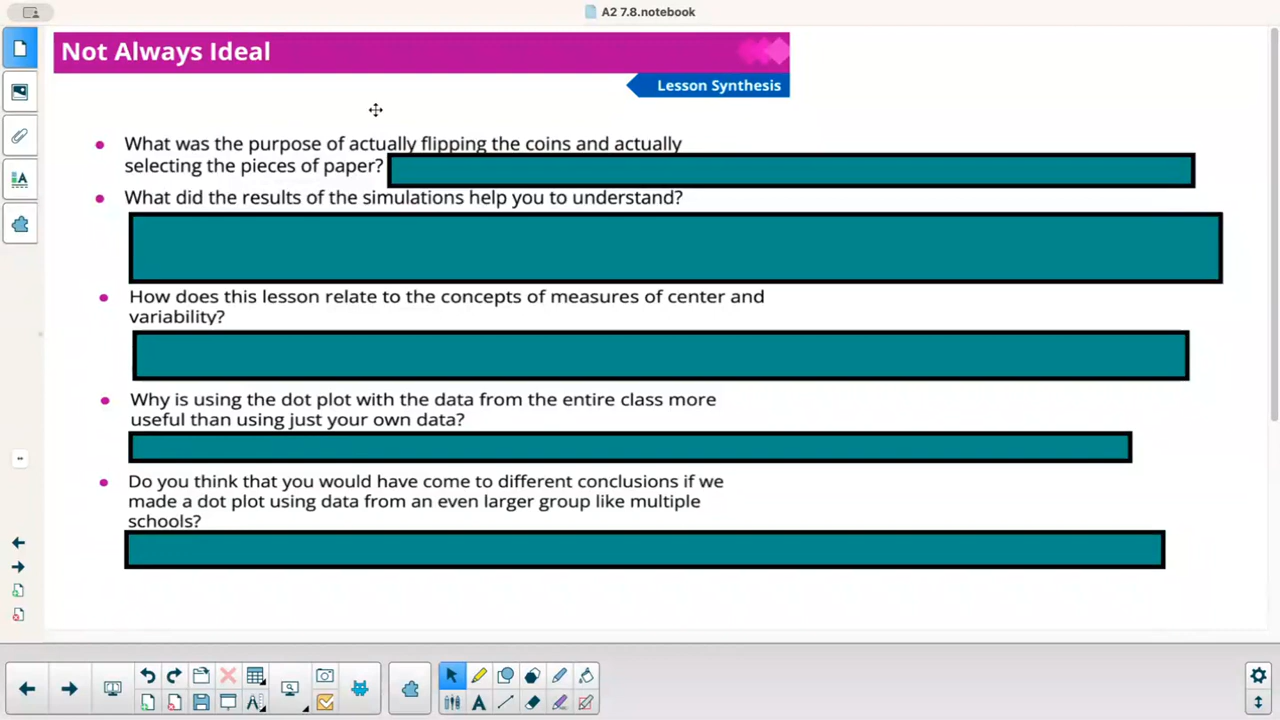 A2 7.8.notebook
Not Always Ideal
Lesson Synthesis
• What was the purpose of actually flipping the coins and actually
selecting the pieces of paper?
• What did the results of the simulations help you to understand?
• How does this lesson relate to the concepts of measures of center and
variability?
• Why is using the dot plot with the data from the entire class more
useful than using just your own data?
• Do you think that you would have come to different conclusions if we
made a dot plot using data from an even larger group like multiple
schools?